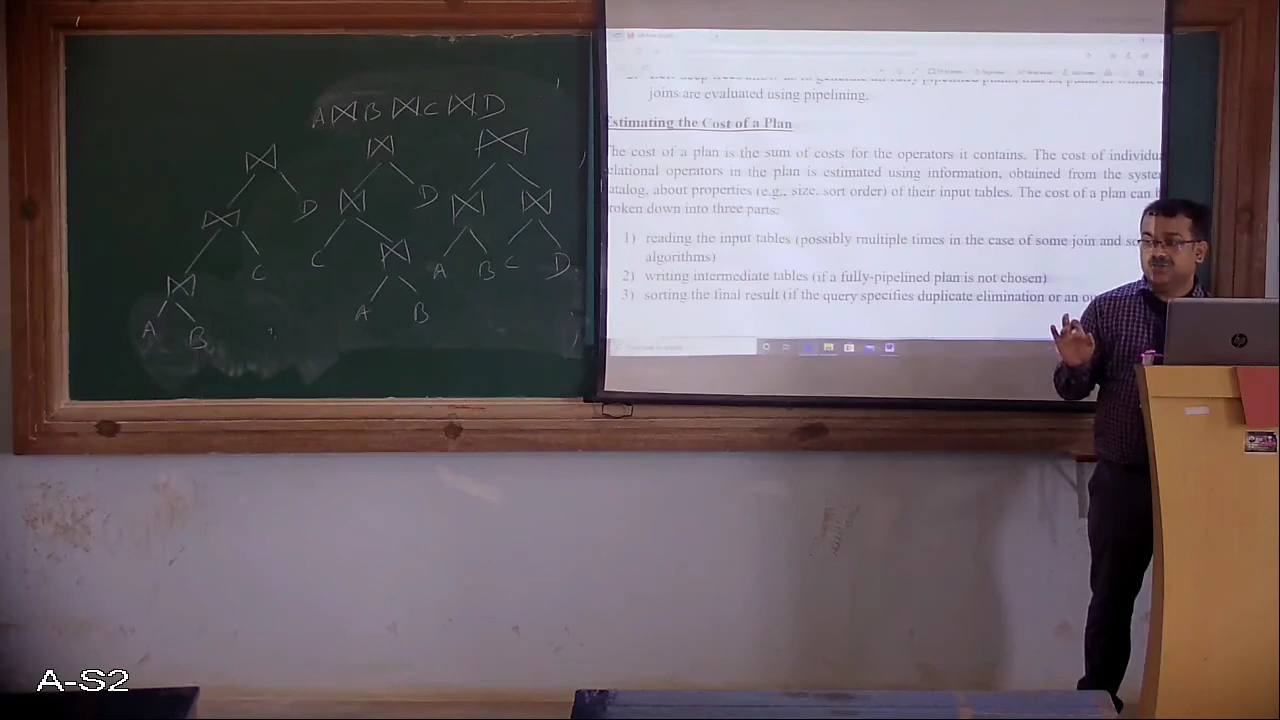 A⋈B⋈C⋈D
⋈ ⋈ ⋈
⋈ D ⋈ D ⋈ ⋈
⋈ C C ⋈ A B C D
A B A B
joins are evaluated using pipelining.
Estimating the Cost of a Plan
The cost of a plan is the sum of costs for the operators it contains. The cost of individua
elational operators in the plan is estimated using information, obtained from the syste
atalog, about properties (e.g., size, sort order) of their input tables. The cost of a plan can b
roken down into three parts:
1) reading the input tables (possibly multiple times in the case of some join and so
algorithms)
2) writing intermediate tables (if a fully-pipelined plan is not chosen)
3) sorting the final result (if the query specifies duplicate elimination or an ou
hp
A-S2